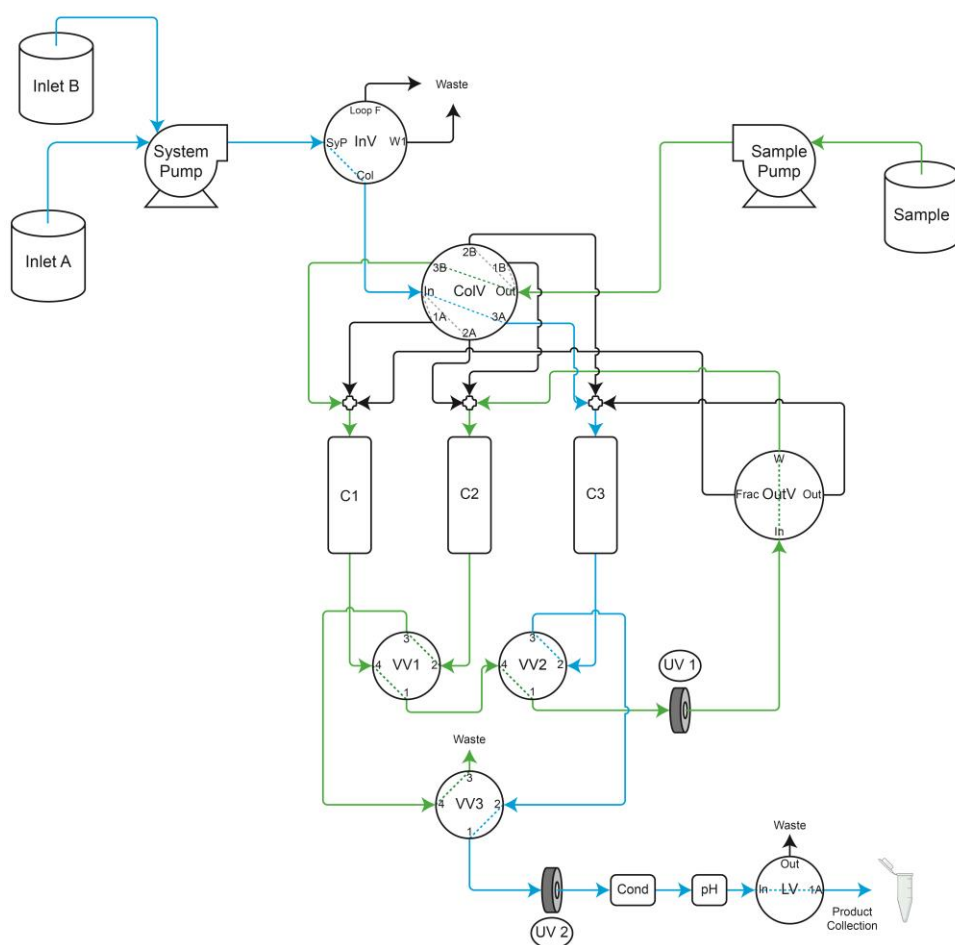 Inlet B
Inlet A
System
Pump
Loop F
InV
SyP
W1
Col
Waste
Sample
Pump
Sample
2B
3B
1B
In
ColV
Out
1A
3A
2A
C1
C2
C3
W
Frac
OutV
Out
In
3
VV1
4
2
1
3
VV2
4
2
1
UV 1
Waste
3
VV3
4
2
1
UV 2
Cond
pH
Waste
Out
In
LV
1A
Product
Collection